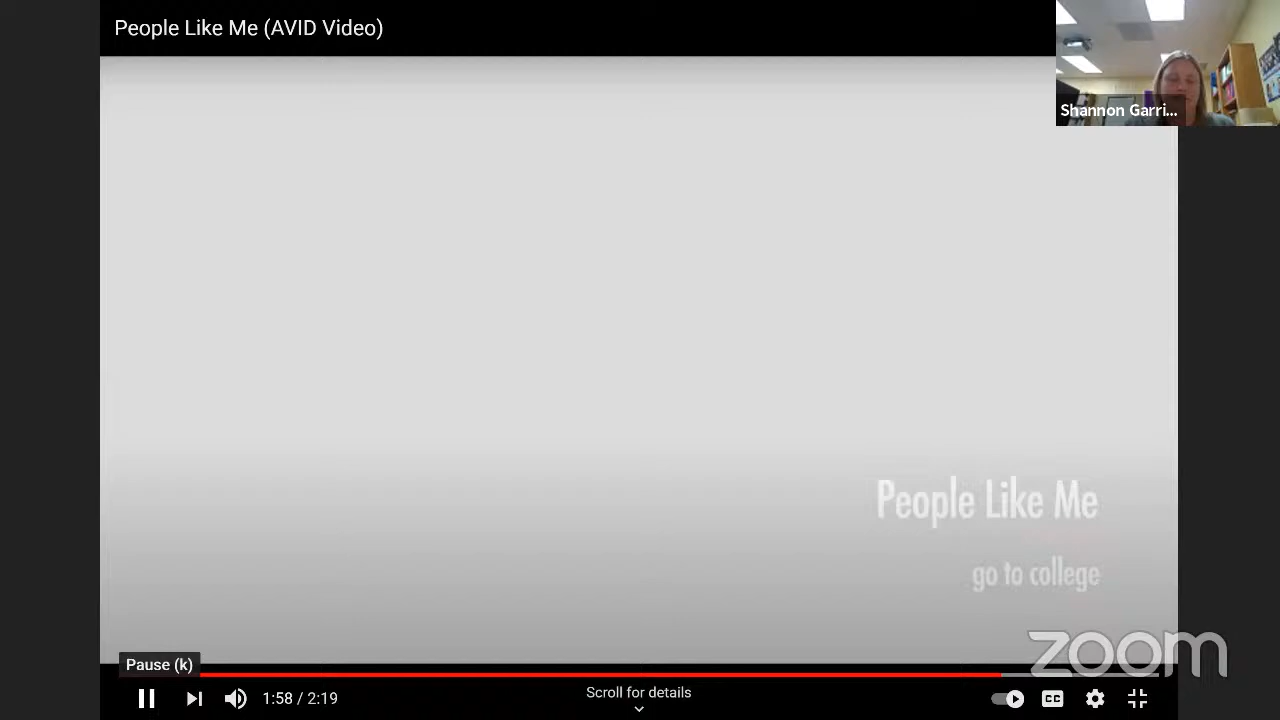 People Like Me (AVID Video)
Shannon Garri...
People Like Me
go to college
zoom
Pause (k)
1:58 / 2:19
Scroll for details
CC